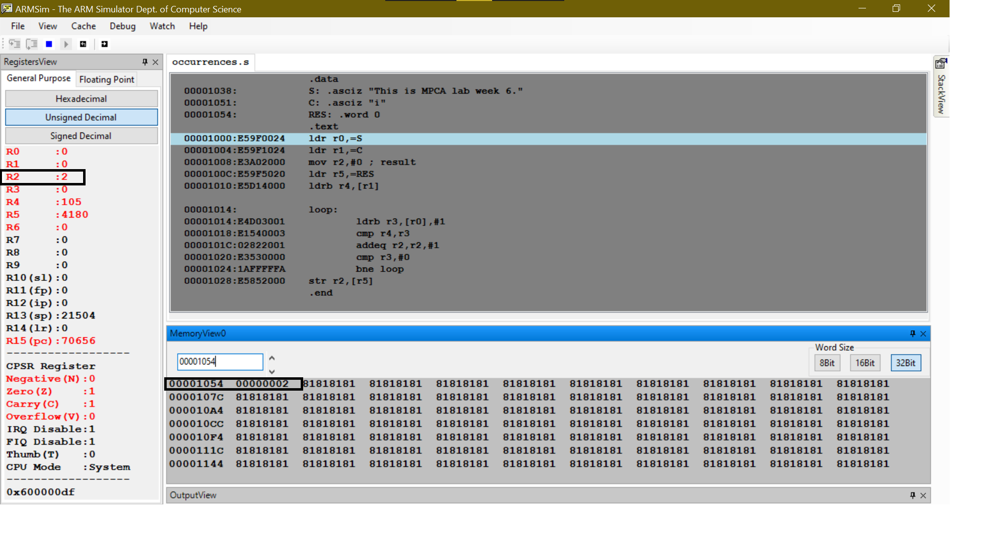 ARMSim - The ARM Simulator Dept. of Computer Science
File View Cache Debug Watch Help
RegistersView
General Purpose Floating Point
Hexadecimal
Unsigned Decimal
Signed Decimal
R0 :0
R1 :0
R2 :2
R3 :0
R4 :105
R5 :4180
R6 :0
R7 :0
R8 :0
R9 :0
R10(sl):0
R11(fp):0
R12(ip):0
R13(sp):21504
R14(lr):0
R15(pc):70656
-------------------
CPSR Register
Negative(N):0
Zero(Z) :1
Carry(C) :1
Overflow(V):0
IRQ Disable:1
FIQ Disable:1
Thumb(T) :0
CPU Mode :System
-------------------
0x600000df
occurrences.s
.data
00001038: S: .asciz "This is MPCA lab week 6."
00001051: C: .asciz "i"
00001054: RES: .word 0
.text
00001000:E59F0024 ldr r0,=S
00001004:E59F1024 ldr r1,=C
00001008:E3A02000 mov r2,#0 ; result
0000100C:E59F5020 ldr r5,=RES
00001010:E5D14000 ldrb r4,[r1]
00001014: loop:
00001014:E4D03001 ldrb r3,[r0],#1
00001018:E1540003 cmp r4,r3
0000101C:02822001 addeq r2,r2,#1
00001020:E3530000 cmp r3,#0
00001024:1AFFFFFA bne loop
00001028:E5852000 str r2,[r5]
.end
StackView
MemoryView0
Word Size
00001054 8Bit 16Bit 32Bit
00001054 00000002 81818181 81818181 81818181 81818181 81818181 81818181 81818181 81818181 81818181
0000107C 81818181 81818181 81818181 81818181 81818181 81818181 81818181 81818181 81818181 81818181
000010A4 81818181 81818181 81818181 81818181 81818181 81818181 81818181 81818181 81818181 81818181
000010CC 81818181 81818181 81818181 81818181 81818181 81818181 81818181 81818181 81818181 81818181
000010F4 81818181 81818181 81818181 81818181 81818181 81818181 81818181 81818181 81818181 81818181
0000111C 81818181 81818181 81818181 81818181 81818181 81818181 81818181 81818181 81818181 81818181
00001144 81818181 81818181 81818181 81818181 81818181 81818181 81818181 81818181 81818181 81818181
OutputView